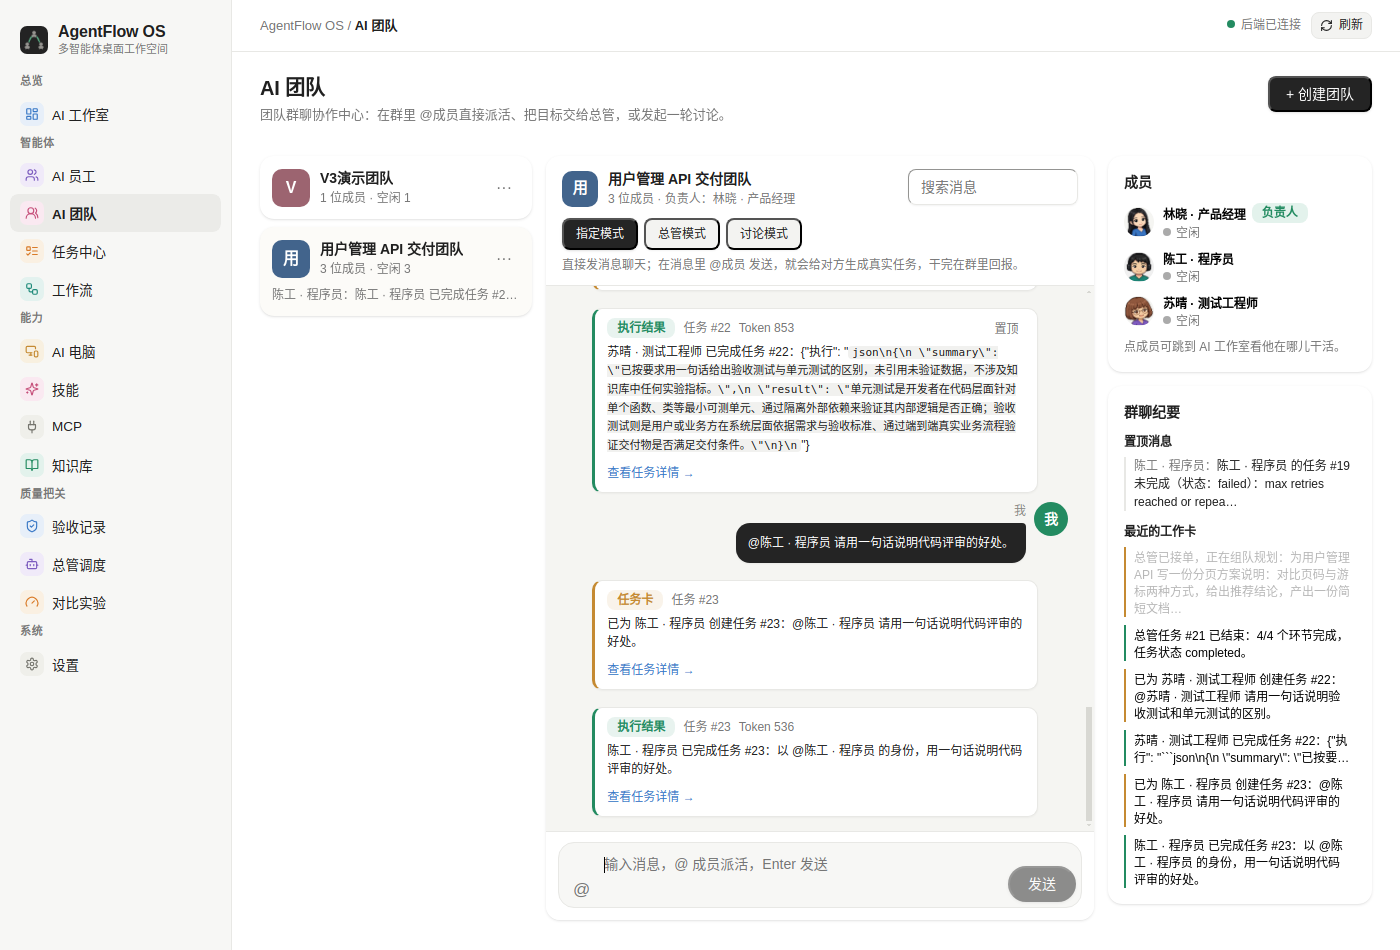 AgentFlow OS
多智能体桌面工作空间
总览
AI 工作室
智能体
AI 员工
AI 团队
任务中心
工作流
能力
AI 电脑
技能
MCP
知识库
质量把关
验收记录
总管调度
对比实验
系统
设置
AgentFlow OS / AI 团队
后端已连接
刷新
AI 团队
团队群聊协作中心：在群里 @成员直接派活、把目标交给总管，或发起一轮讨论。
+ 创建团队
V
V3演示团队
1 位成员 · 空闲 1
···
用
用户管理 API 交付团队
3 位成员 · 空闲 3
···
陈工 · 程序员：陈工 · 程序员 已完成任务 #2…
用
用户管理 API 交付团队
3 位成员 · 负责人：林晓 · 产品经理
搜索消息
指定模式
总管模式
讨论模式
直接发消息聊天；在消息里 @成员 发送，就会给对方生成真实任务，干完在群里回报。
执行结果 任务 #22 Token 853
置顶
苏晴 · 测试工程师 已完成任务 #22：{"执行": " json\n{\n \"summary\":
\"已按要求用一句话给出验收测试与单元测试的区别，未引用未验证数据，不涉及知
识库中任何实验指标。\",\n \"result\": \"单元测试是开发者在代码层面针对
单个函数、类等最小可测单元、通过隔离外部依赖来验证其内部逻辑是否正确；验收
测试则是用户或业务方在系统层面依据需求与验收标准、通过端到端真实业务流程验
证交付物是否满足交付条件。\"\n}\n "}
查看任务详情 →
我
我
@陈工 · 程序员 请用一句话说明代码评审的好处。
任务卡 任务 #23
已为 陈工 · 程序员 创建任务 #23：@陈工 · 程序员 请用一句话说明代码评审的
好处。
查看任务详情 →
执行结果 任务 #23 Token 536
陈工 · 程序员 已完成任务 #23：以 @陈工 · 程序员 的身份，用一句话说明代码
评审的好处。
查看任务详情 →
输入消息，@ 成员派活，Enter 发送
@
发送
成员
林晓 · 产品经理 负责人
空闲
陈工 · 程序员
空闲
苏晴 · 测试工程师
空闲
点成员可跳到 AI 工作室看他在哪儿干活。
群聊纪要
置顶消息
陈工 · 程序员：陈工 · 程序员 的任务 #19
未完成（状态：failed）：max retries
reached or repea…
最近的工作卡
总管已接单，正在组队规划：为用户管理
API 写一份分页方案说明：对比页码与游
标两种方式，给出推荐结论，产出一份简
短文档…
总管任务 #21 已结束：4/4 个环节完成，
任务状态 completed。
已为 苏晴 · 测试工程师 创建任务 #22：
@苏晴 · 测试工程师 请用一句话说明验
收测试和单元测试的区别。
苏晴 · 测试工程师 已完成任务 #22：{"执
行": "```json\n{\n \"summary\": \"已按要…
已为 陈工 · 程序员 创建任务 #23：@陈
工 · 程序员 请用一句话说明代码评审的
好处。
陈工 · 程序员 已完成任务 #23：以 @陈
工 · 程序员 的身份，用一句话说明代码
评审的好处。